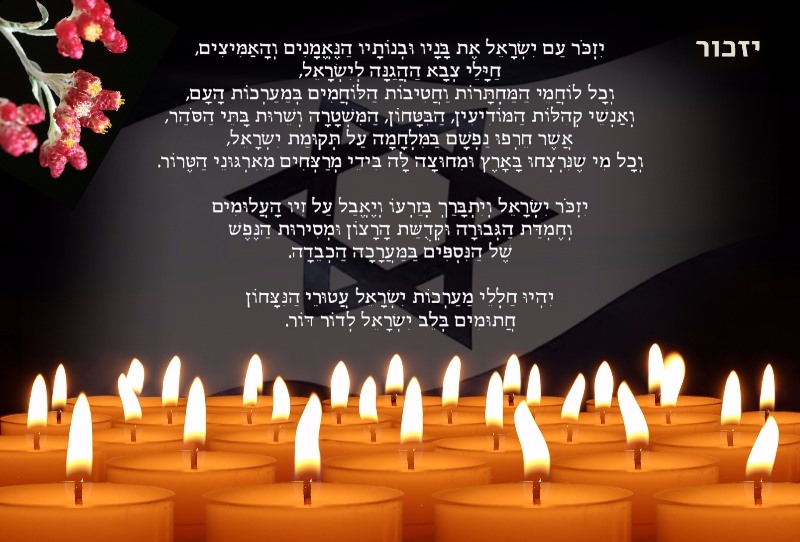 יזכור
יִזְכֹּר עַם יִשְׂרָאֵל אֶת בָּנָיו וּבְנוֹתָיו הַנֶּאֱמָנִים וְהָאַמִּיצִים,
חַיָּלֵי צְבָא הַהֲגַנָּה לְיִשְׂרָאֵל,
וְכָל לוֹחֲמֵי הַמַּחְתָּרוֹת וַחֲטִיבוֹת הַלּוֹחֲמִים בְּמַעַרְכוֹת הָעָם,
וְאַנְשֵׁי קְהִלּוֹת הַמּוֹדִיעִין, הַבִּטָּחוֹן, הַמִּשְׁטָרָה וְשֵׁרוּת בָּתֵּי הַסֹּהַר,
אֲשֶׁר חֵרְפוּ נַפְשָׁם בַּמִּלְחָמָה עַל תְּקוּמַת יִשְׂרָאֵל,
וְכָל מִי שֶׁנִּרְצְחוּ בָּאָרֶץ וּמִחוּצָה לָהּ בִּידֵי מְרַצְּחִים מֵאִרְגּוּנֵי הַטֶּרוֹר.
יִזְכֹּר יִשְׂרָאֵל וְיִתְבָּרַךְ בְּזַרְעוֹ וְיֶאֱבַל עַל זִיו הָעֲלוּמִים
וְחֶמְדַּת הַגְּבוּרָה וּקְדֻשַּׁת הָרָצוֹן וּמְסִירוּת הַנֶּפֶשׁ
שֶׁל הַנִּסְפִּים בַּמַּעֲרָכָה הַכְּבֵדָה.
יִהְיוּ חַלְלֵי מַעַרְכוֹת יִשְׂרָאֵל עֲטוּרֵי הַנִּצָּחוֹן
חֲתוּמִים בְּלֵב יִשְׂרָאֵל לְדוֹר דּוֹר.